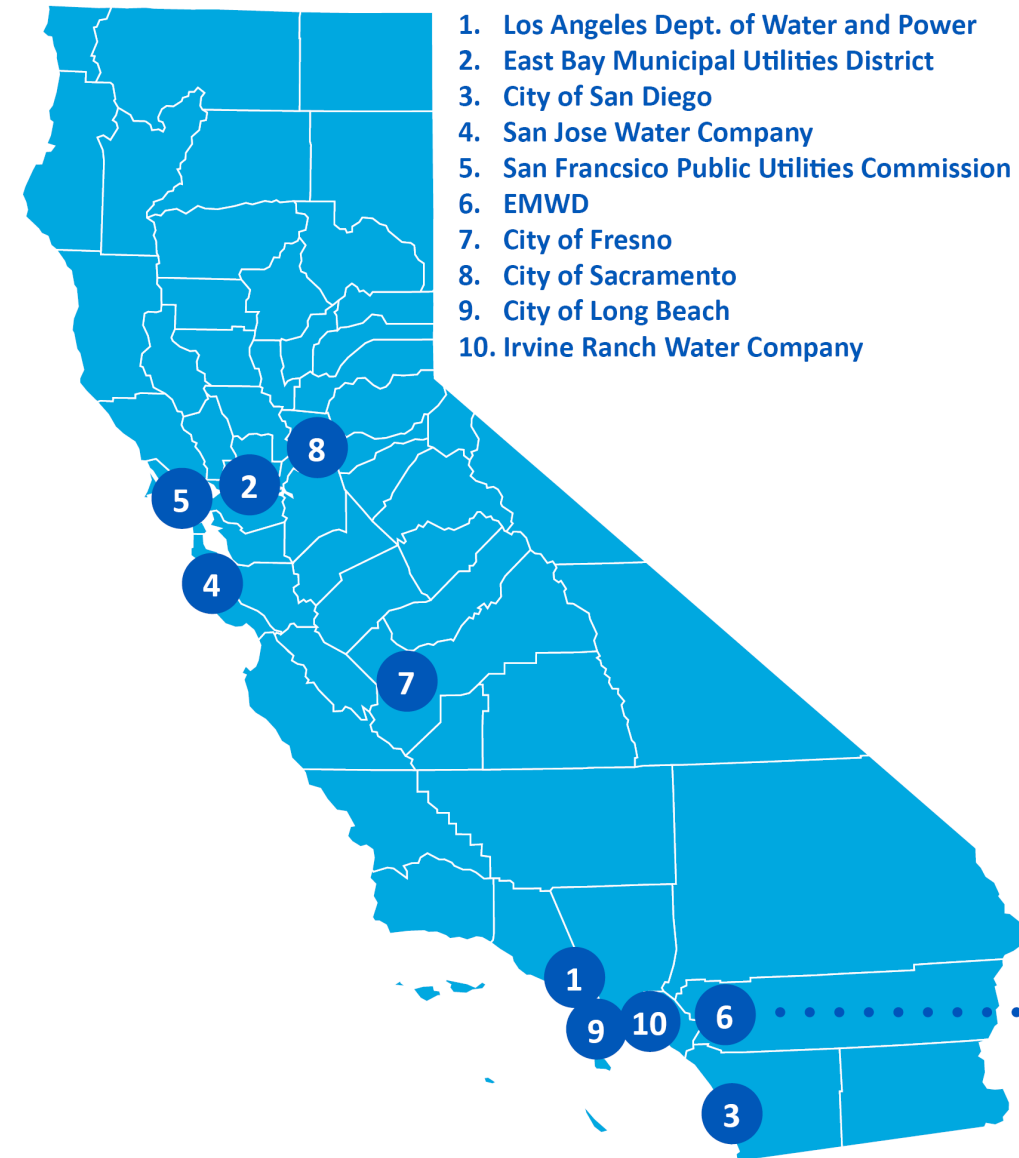 1. Los Angeles Dept. of Water and Power
2. East Bay Municipal Utilities District
3. City of San Diego
4. San Jose Water Company
5. San Francsico Public Utilities Commission
6. EMWD
7. City of Fresno
8. City of Sacramento
9. City of Long Beach
10. Irvine Ranch Water Company
8
2
5
4
7
1
6
10
9
3